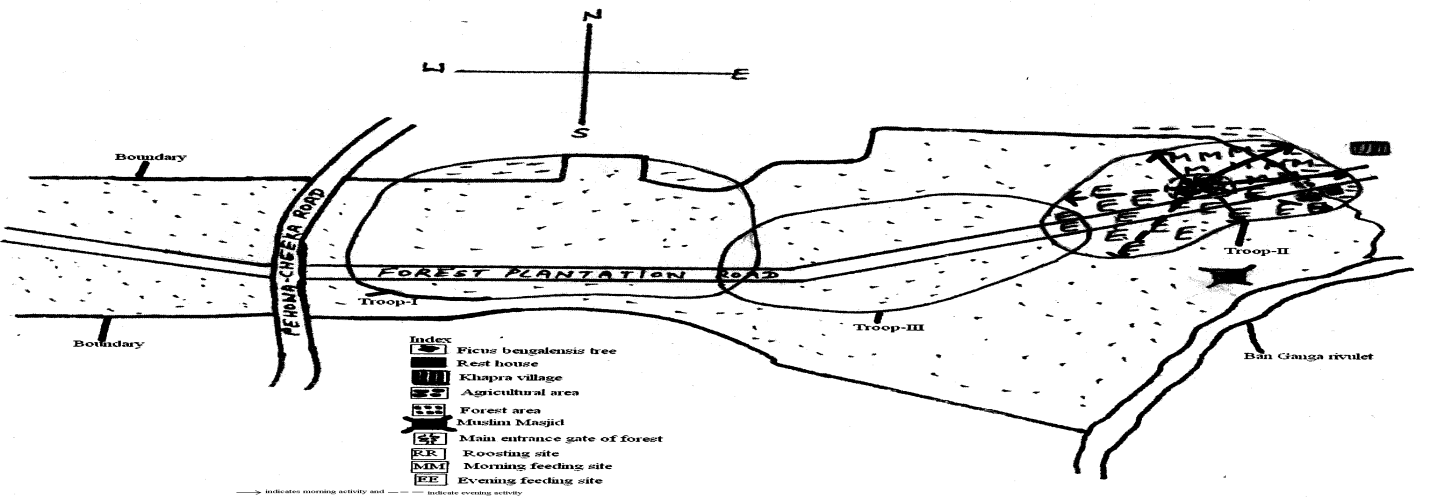 N
W E
S
Boundary
PEHOWA-CHEEKA ROAD
M M M M
M M M
E E E E
E E E E
E E E E
E
Troop-II
FOREST PLANTATION ROAD
Troop-I
Troop-III
Boundary
Ban Ganga rivulet
Index
Ficus bengalensis tree
Rest house
Khapra village
Agricultural area
Forest area
Muslim Masjid
Main entrance gate of forest
RR Roosting site
MM Morning feeding site
EE Evening feeding site
indicates morning activity and indicate evening activity